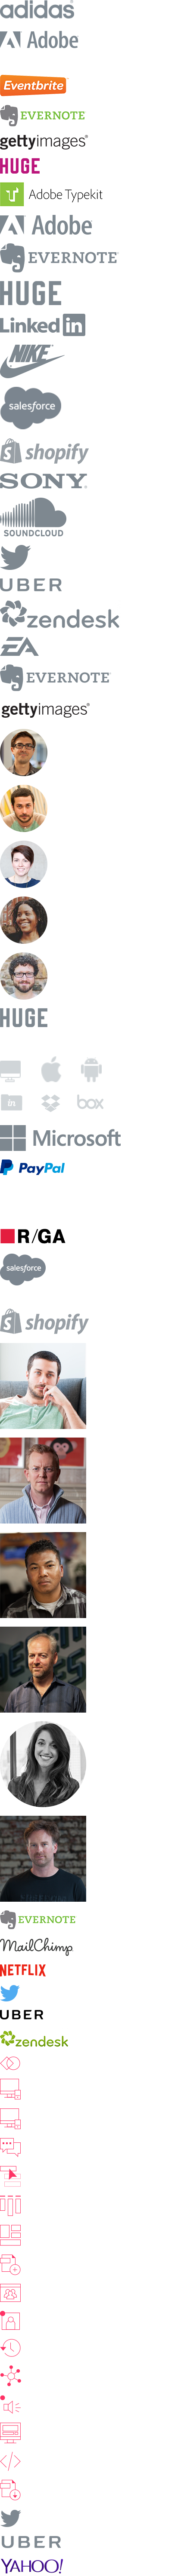 adidas
Adobe
Eventbrite
EVERNOTE
gettyimages®
HUGE
Adobe Typekit
Adobe
EVERNOTE
HUGE
Linked in
NIKE
salesforce
shopify
SONY
SOUNDCLOUD
UBER
zendesk
EA
EVERNOTE
gettyimages®
HUGE
in box
Microsoft
PayPal
R/GA
salesforce
shopify
EVERNOTE
MailChimp
NETFLIX
UBER
zendesk
UBER
YAHOO!